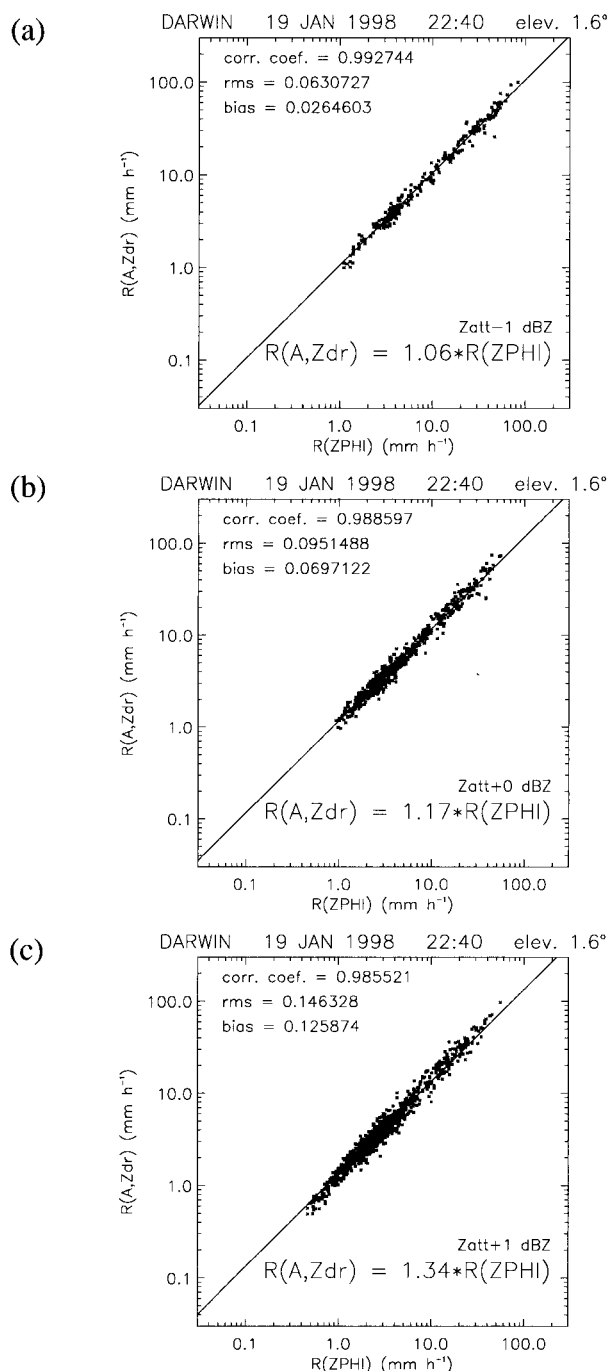 (a)
DARWIN 19 JAN 1998 22:40 elev. 1.6°
corr. coef. = 0.992744
rms = 0.0630727
bias = 0.0264603
100.0
10.0
1.0
0.1
R(A,Zdr) (mm h⁻¹)
Zatt−1 dBZ
R(A,Zdr) = 1.06*R(ZPHI)
0.1 1.0 10.0 100.0
R(ZPHI) (mm h⁻¹)
(b)
DARWIN 19 JAN 1998 22:40 elev. 1.6°
corr. coef. = 0.988597
rms = 0.0951488
bias = 0.0697122
100.0
10.0
1.0
0.1
R(A,Zdr) (mm h⁻¹)
Zatt+0 dBZ
R(A,Zdr) = 1.17*R(ZPHI)
0.1 1.0 10.0 100.0
R(ZPHI) (mm h⁻¹)
(c)
DARWIN 19 JAN 1998 22:40 elev. 1.6°
corr. coef. = 0.985521
rms = 0.146328
bias = 0.125874
100.0
10.0
1.0
0.1
R(A,Zdr) (mm h⁻¹)
Zatt+1 dBZ
R(A,Zdr) = 1.34*R(ZPHI)
0.1 1.0 10.0 100.0
R(ZPHI) (mm h⁻¹)